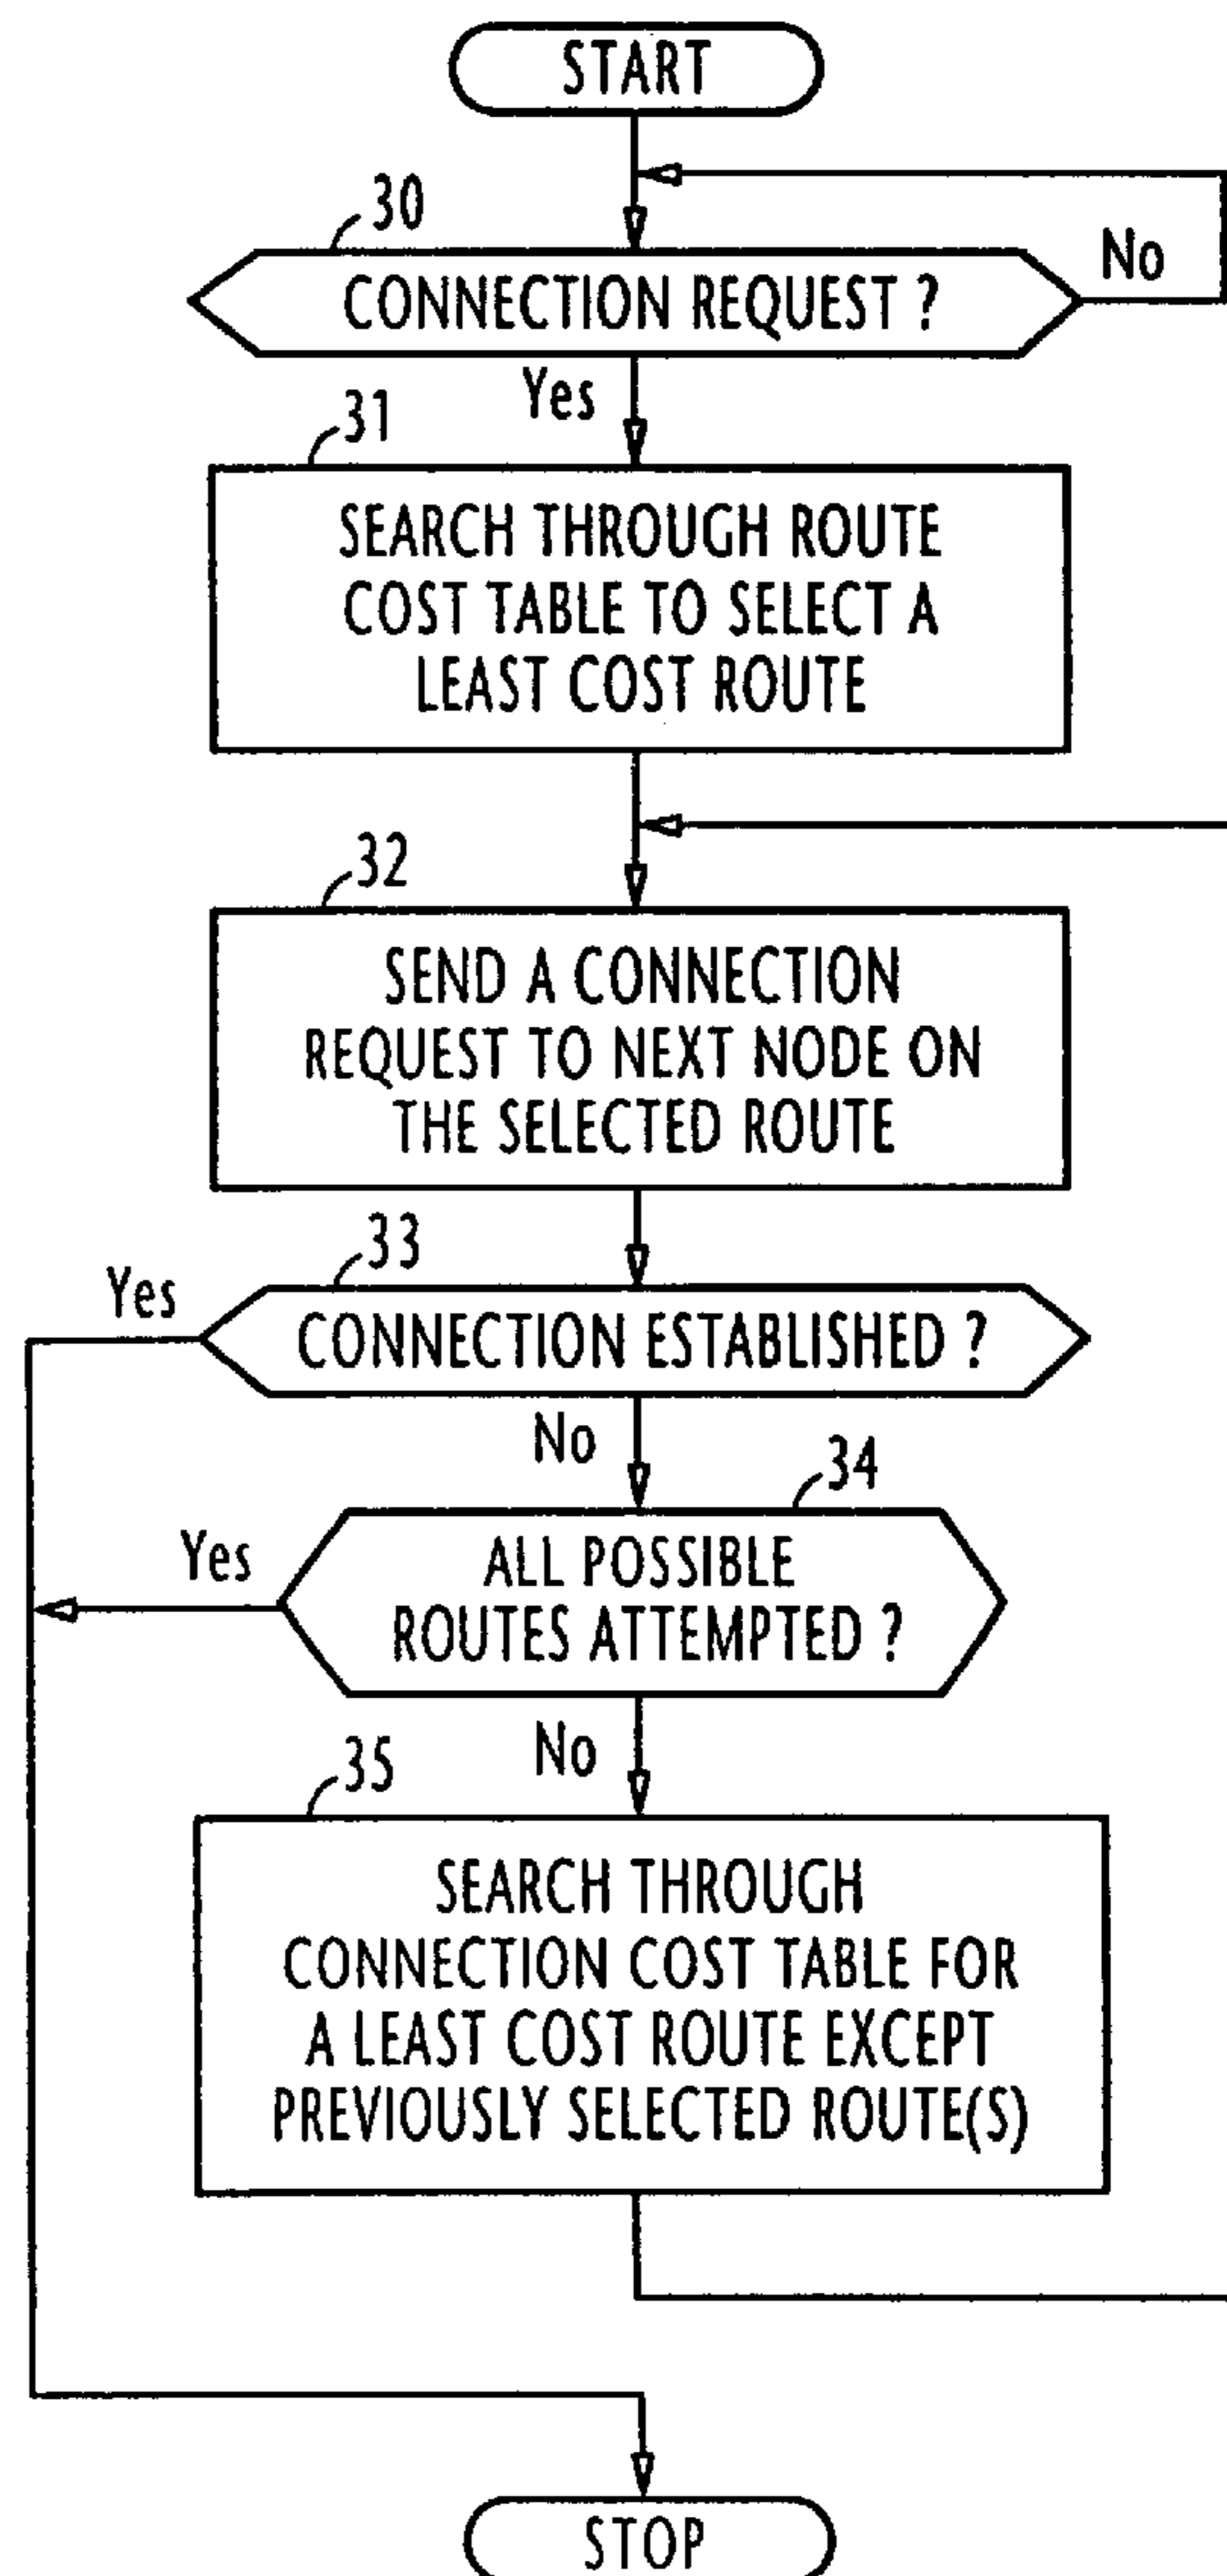 START
30
CONNECTION REQUEST ?
No
Yes
31
SEARCH THROUGH ROUTE
COST TABLE TO SELECT A
LEAST COST ROUTE
32
SEND A CONNECTION
REQUEST TO NEXT NODE ON
THE SELECTED ROUTE
33
Yes
CONNECTION ESTABLISHED ?
No
34
Yes
ALL POSSIBLE
ROUTES ATTEMPTED ?
No
35
SEARCH THROUGH
CONNECTION COST TABLE FOR
A LEAST COST ROUTE EXCEPT
PREVIOUSLY SELECTED ROUTE(S)
STOP